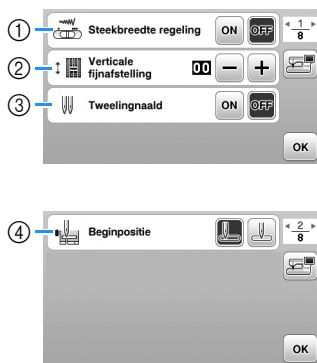 ① Steekbreedte regeling ON OFF 1
8
② Verticale
fijnafstelling 00 − +
③ Tweelingnaald ON OFF
OK
④ Beginpositie 2
8
OK